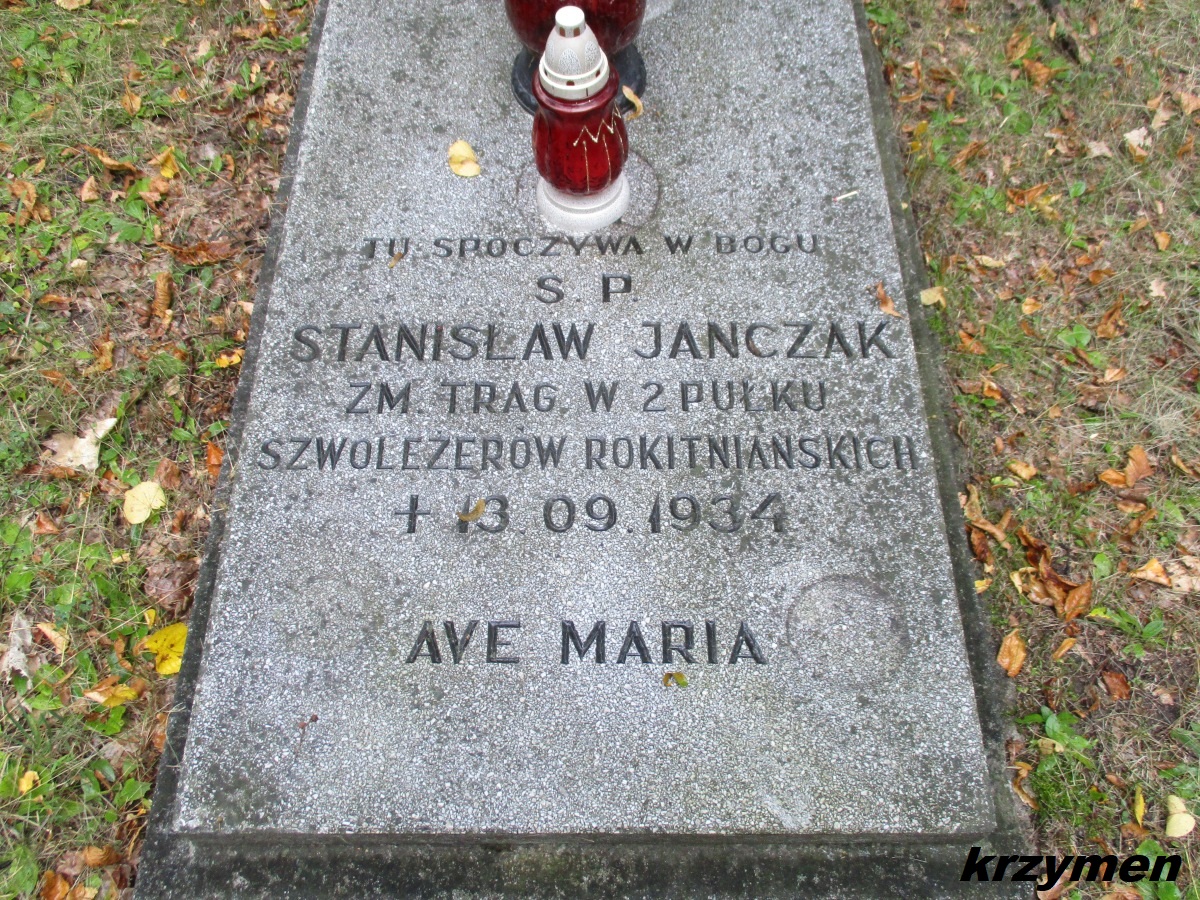 TU SPOCZYWA W BOGU
S. P.
STANISŁAW JANCZAK
ZM. TRAG. W 2 PUŁKU
SZWOLEŻERÓW ROKITNIAŃSKICH
+ 13.09.1934
AVE MARIA
krzymen